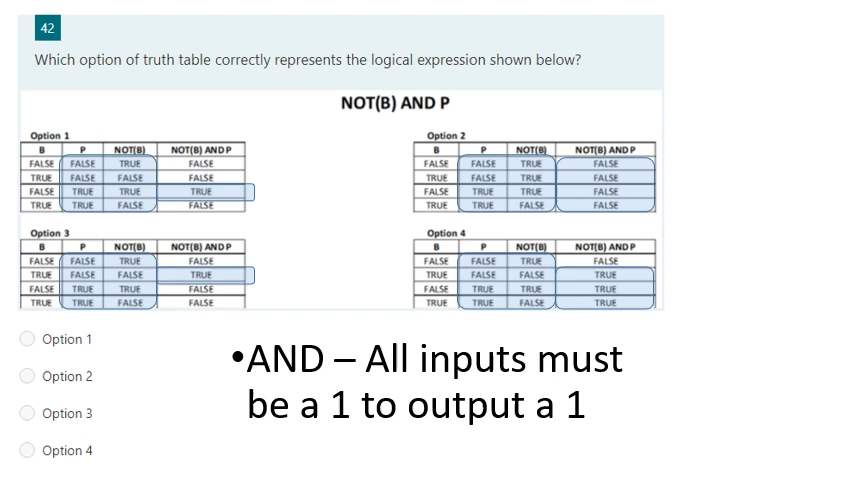 42
Which option of truth table correctly represents the logical expression shown below?
NOT(B) AND P
Option 1
B P NOT(B) NOT(B) AND P
FALSE FALSE TRUE FALSE
TRUE FALSE FALSE FALSE
FALSE TRUE TRUE TRUE
TRUE TRUE FALSE FALSE
Option 2
B P NOT(B) NOT(B) AND P
FALSE FALSE TRUE FALSE
TRUE FALSE TRUE FALSE
FALSE TRUE TRUE FALSE
TRUE TRUE FALSE FALSE
Option 3
B P NOT(B) NOT(B) AND P
FALSE FALSE TRUE FALSE
TRUE FALSE FALSE TRUE
FALSE TRUE TRUE FALSE
TRUE TRUE FALSE FALSE
Option 4
B P NOT(B) NOT(B) AND P
FALSE FALSE TRUE FALSE
TRUE FALSE FALSE TRUE
FALSE TRUE TRUE TRUE
TRUE TRUE FALSE TRUE
Option 1
Option 2
Option 3
Option 4
•AND – All inputs must
be a 1 to output a 1